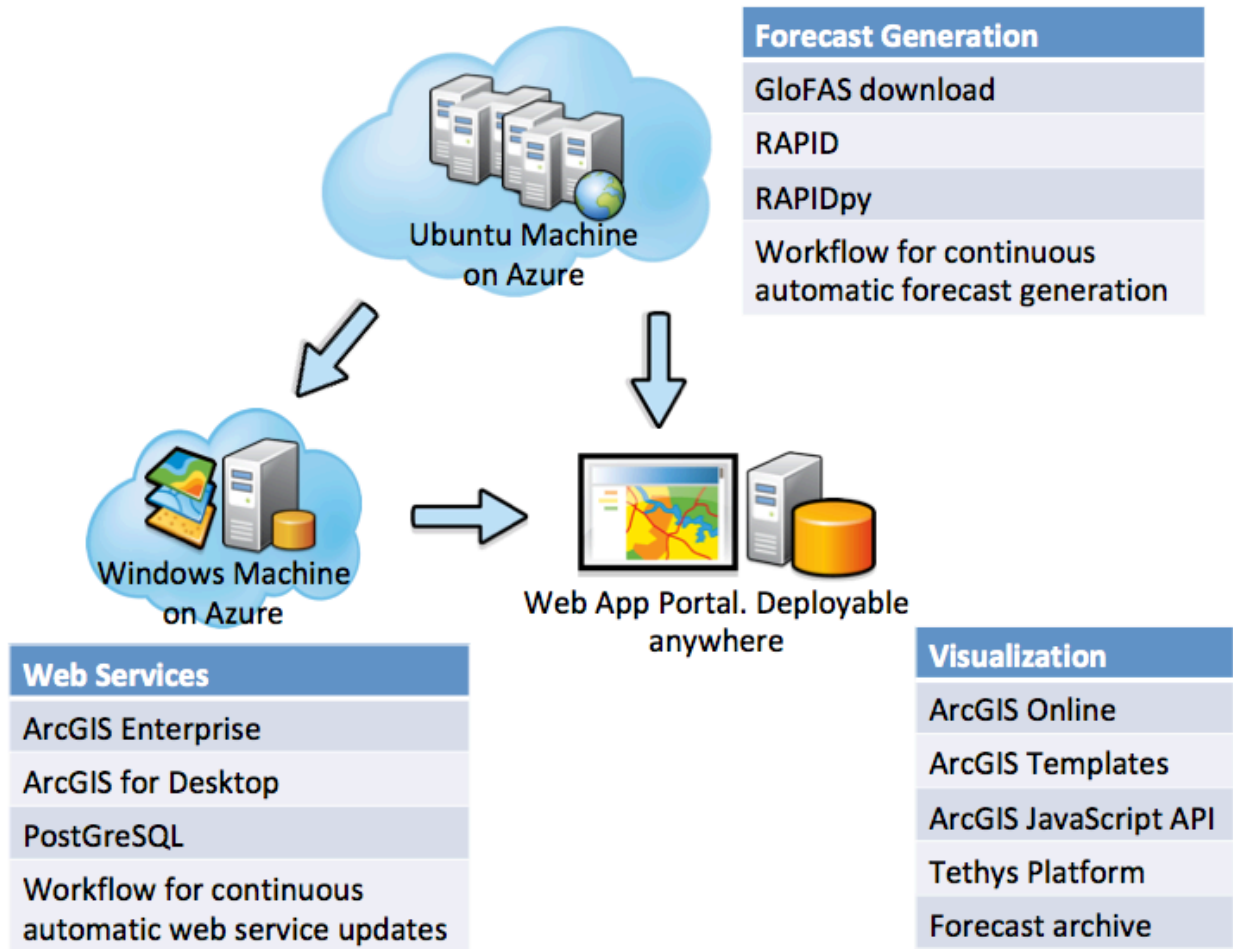 Forecast Generation
GloFAS download
RAPID
RAPIDpy
Workflow for continuous
automatic forecast generation
Ubuntu Machine
on Azure
Windows Machine
on Azure
Web App Portal. Deployable
anywhere
Web Services
ArcGIS Enterprise
ArcGIS for Desktop
PostGreSQL
Workflow for continuous
automatic web service updates
Visualization
ArcGIS Online
ArcGIS Templates
ArcGIS JavaScript API
Tethys Platform
Forecast archive